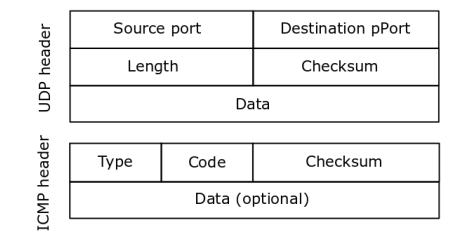 UDP header
Source port
Destination pPort
Length
Checksum
Data
ICMP header
Type
Code
Checksum
Data (optional)